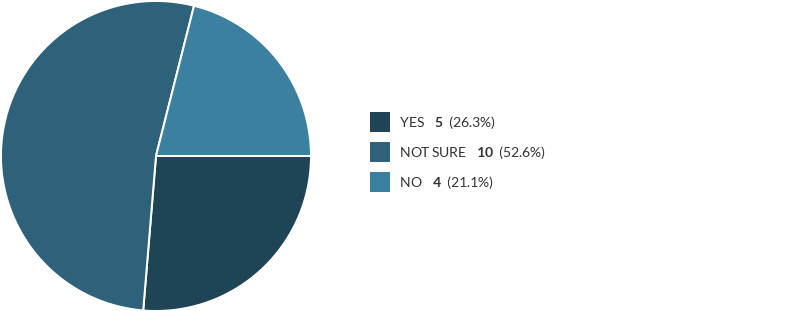 YES 5 (26.3%)
NOT SURE 10 (52.6%)
NO 4 (21.1%)